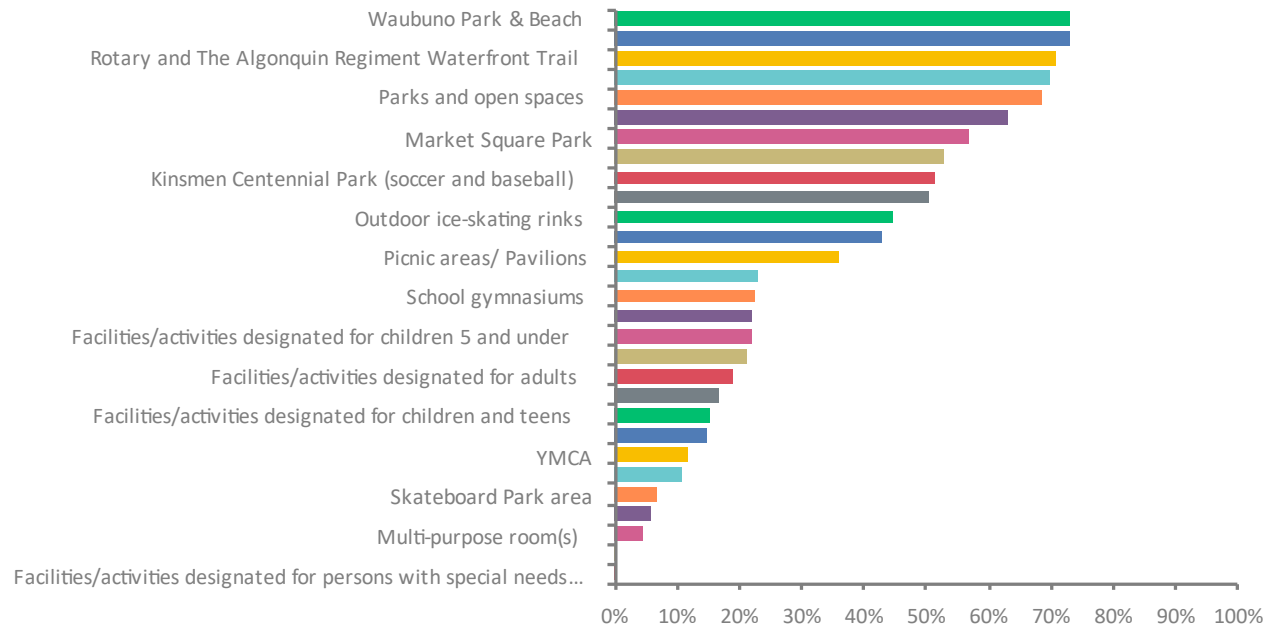 Waubuno Park & Beach
Rotary and The Algonquin Regiment Waterfront Trail
Parks and open spaces
Market Square Park
Kinsmen Centennial Park (soccer and baseball)
Outdoor ice-skating rinks
Picnic areas/ Pavilions
School gymnasiums
Facilities/activities designated for children 5 and under
Facilities/activities designated for adults
Facilities/activities designated for children and teens
YMCA
Skateboard Park area
Multi-purpose room(s)
Facilities/activities designated for persons with special needs…
0% 10% 20% 30% 40% 50% 60% 70% 80% 90% 100%